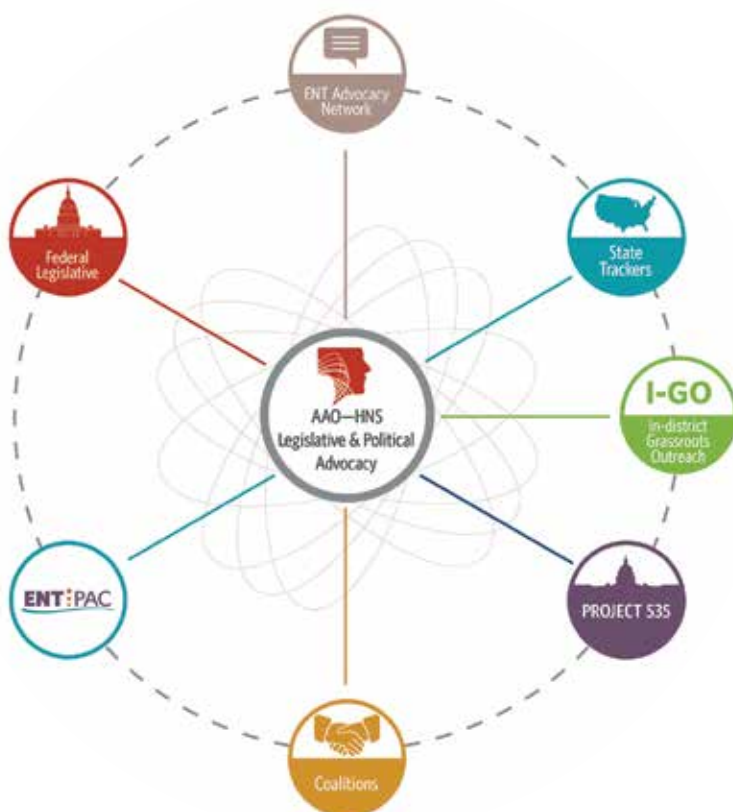 ENT Advocacy
Network
Federal
Legislative
State
Trackers
AAO—HNS
Legislative & Political
Advocacy
I-GO
in-district
Grassroots
Outreach
ENT PAC
PROJECT 535
Coalitions